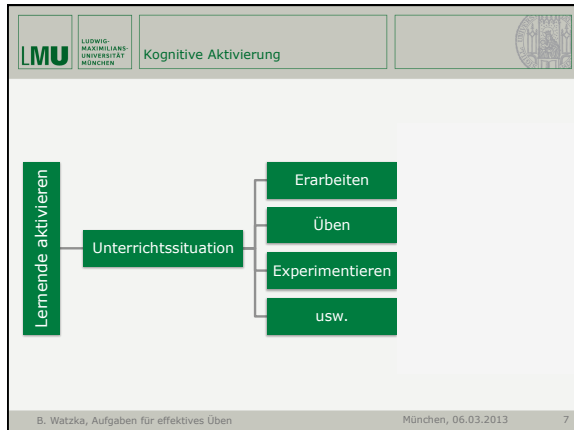 LMU
LUDWIG-
MAXIMILIANS-
UNIVERSITÄT
MÜNCHEN
Kognitive Aktivierung
Lernende aktivieren
Unterrichtssituation
Erarbeiten
Üben
Experimentieren
usw.
B. Watzka, Aufgaben für effektives Üben
München, 06.03.2013
7